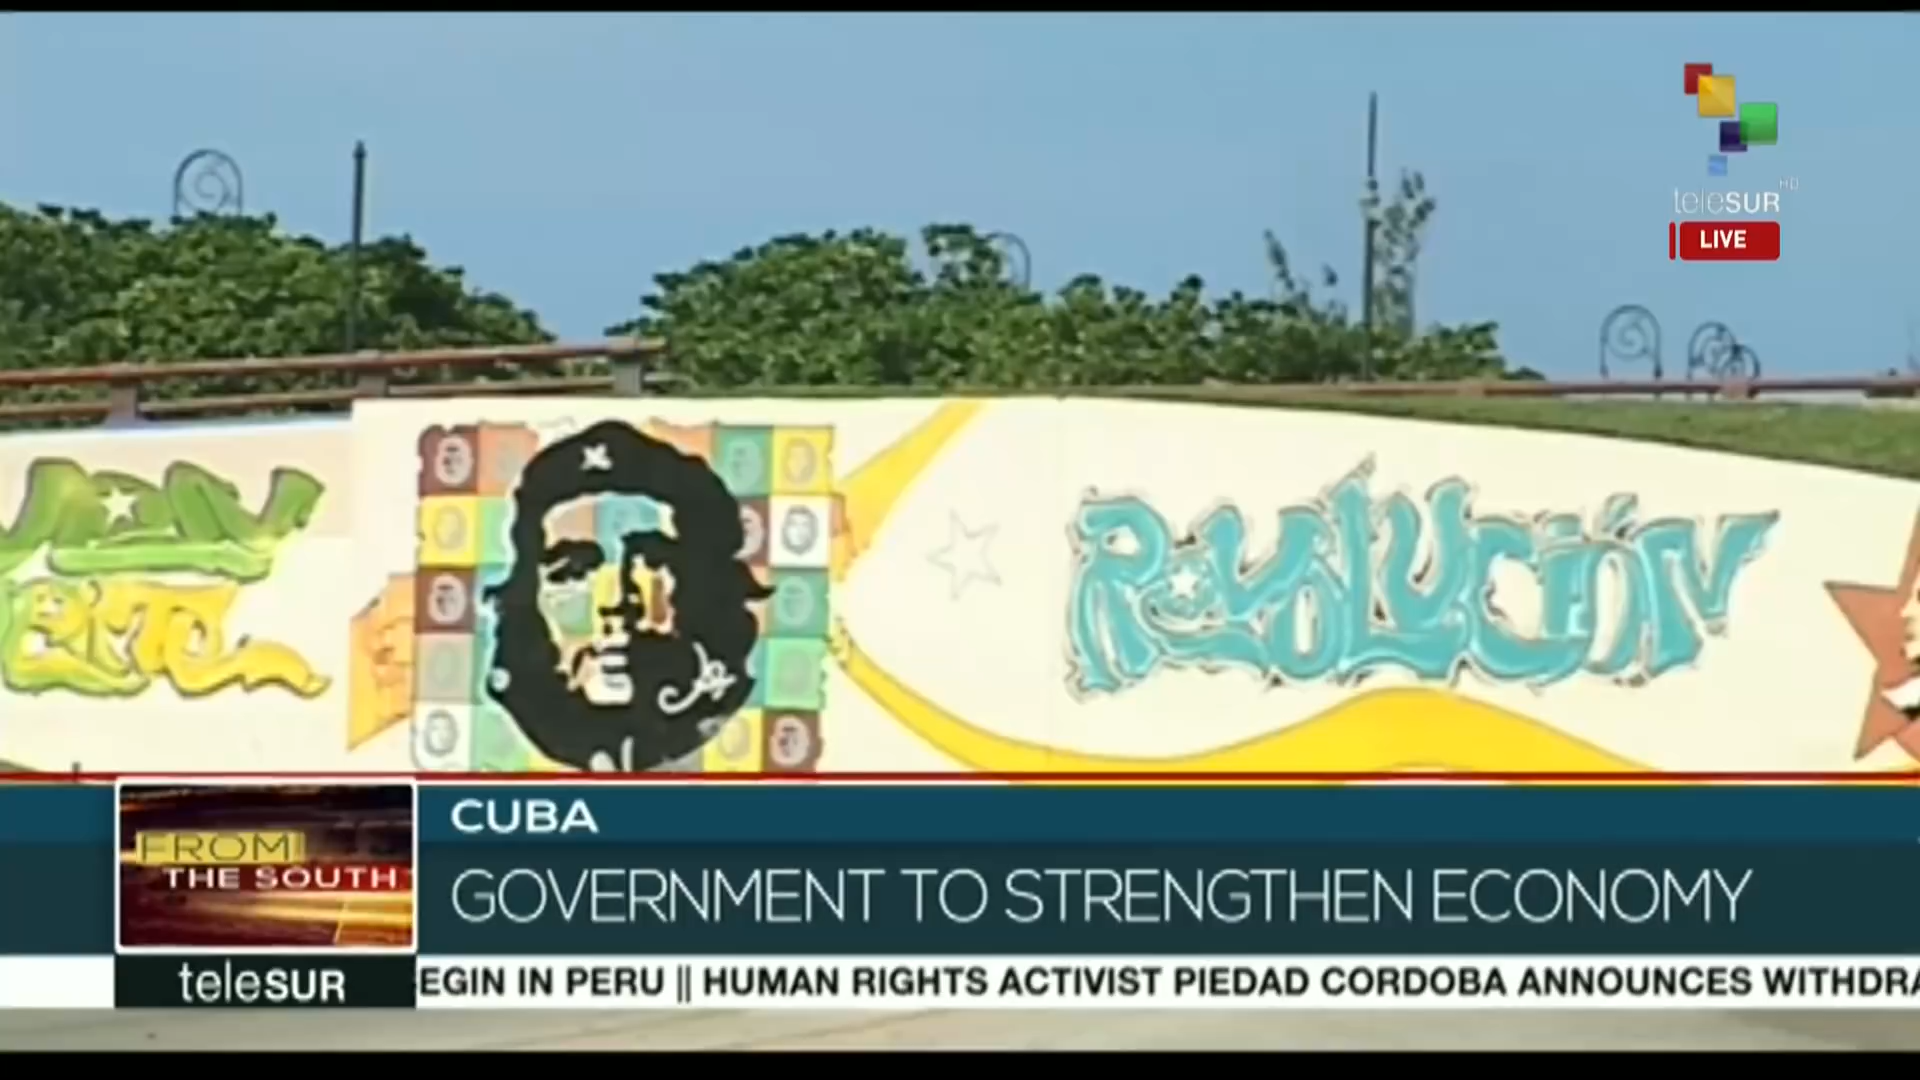 teleSUR HD
LIVE
REVOLUCIÓN
CUBA
FROM
THE SOUTH
GOVERNMENT TO STRENGTHEN ECONOMY
teleSUR
EGIN IN PERU || HUMAN RIGHTS ACTIVIST PIEDAD CORDOBA ANNOUNCES WITHDRA